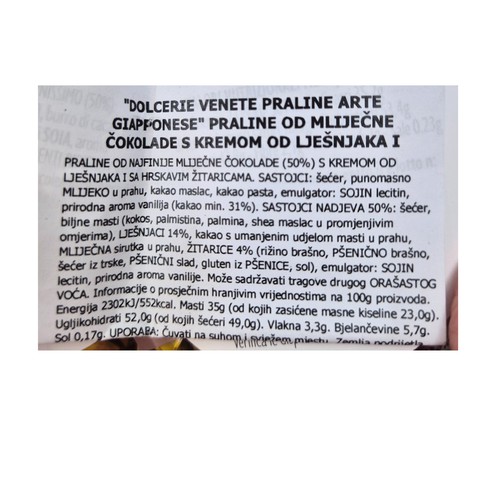 "DOLCERIE VENETE PRALINE ARTE
GIAPPONESE" PRALINE OD MLIJEČNE
ČOKOLADE S KREMOM OD LJEŠNJAKA I
PRALINE OD NAJFINIJE MLIJEČNE ČOKOLADE (50%) S KREMOM OD
LJEŠNJAKA I SA HRSKAVIM ŽITARICAMA. SASTOJCI: šećer, punomasno
MLIJEKO u prahu, kakao maslac, kakao pasta, emulgator: SOJIN lecitin,
prirodna aroma vanilija (kakao min. 31%). SASTOJCI NADJEVA 50%: šećer,
biljne masti (kokos, palmistina, palmina, shea maslac u promjenjivim
omjerima), LJEŠNJACI 14%, kakao s umanjenim udjelom masti u prahu,
MLIJEČNA sirutka u prahu, ŽITARICE 4% (rižino brašno, PŠENIČNO brašno,
šećer iz trske, PŠENIČNI slad, gluten iz PŠENICE, sol), emulgator: SOJIN
lecitin, prirodna aroma vanilije. Može sadržavati tragove drugog ORAŠASTOG
VOĆA. Informacije o prosječnim hranjivim vrijednostima na 100g proizvoda.
Energija 2302kJ/552kcal. Masti 35g (od kojih zasićene masne kiseline 23,0g).
Ugljikohidrati 52,0g (od kojih šećeri 49,0g). Vlakna 3,3g. Bjelančevine 5,7g.
Sol 0,17g. UPORABA: Čuvati na suhom i svježem mjestu. Zemlja podrijetla